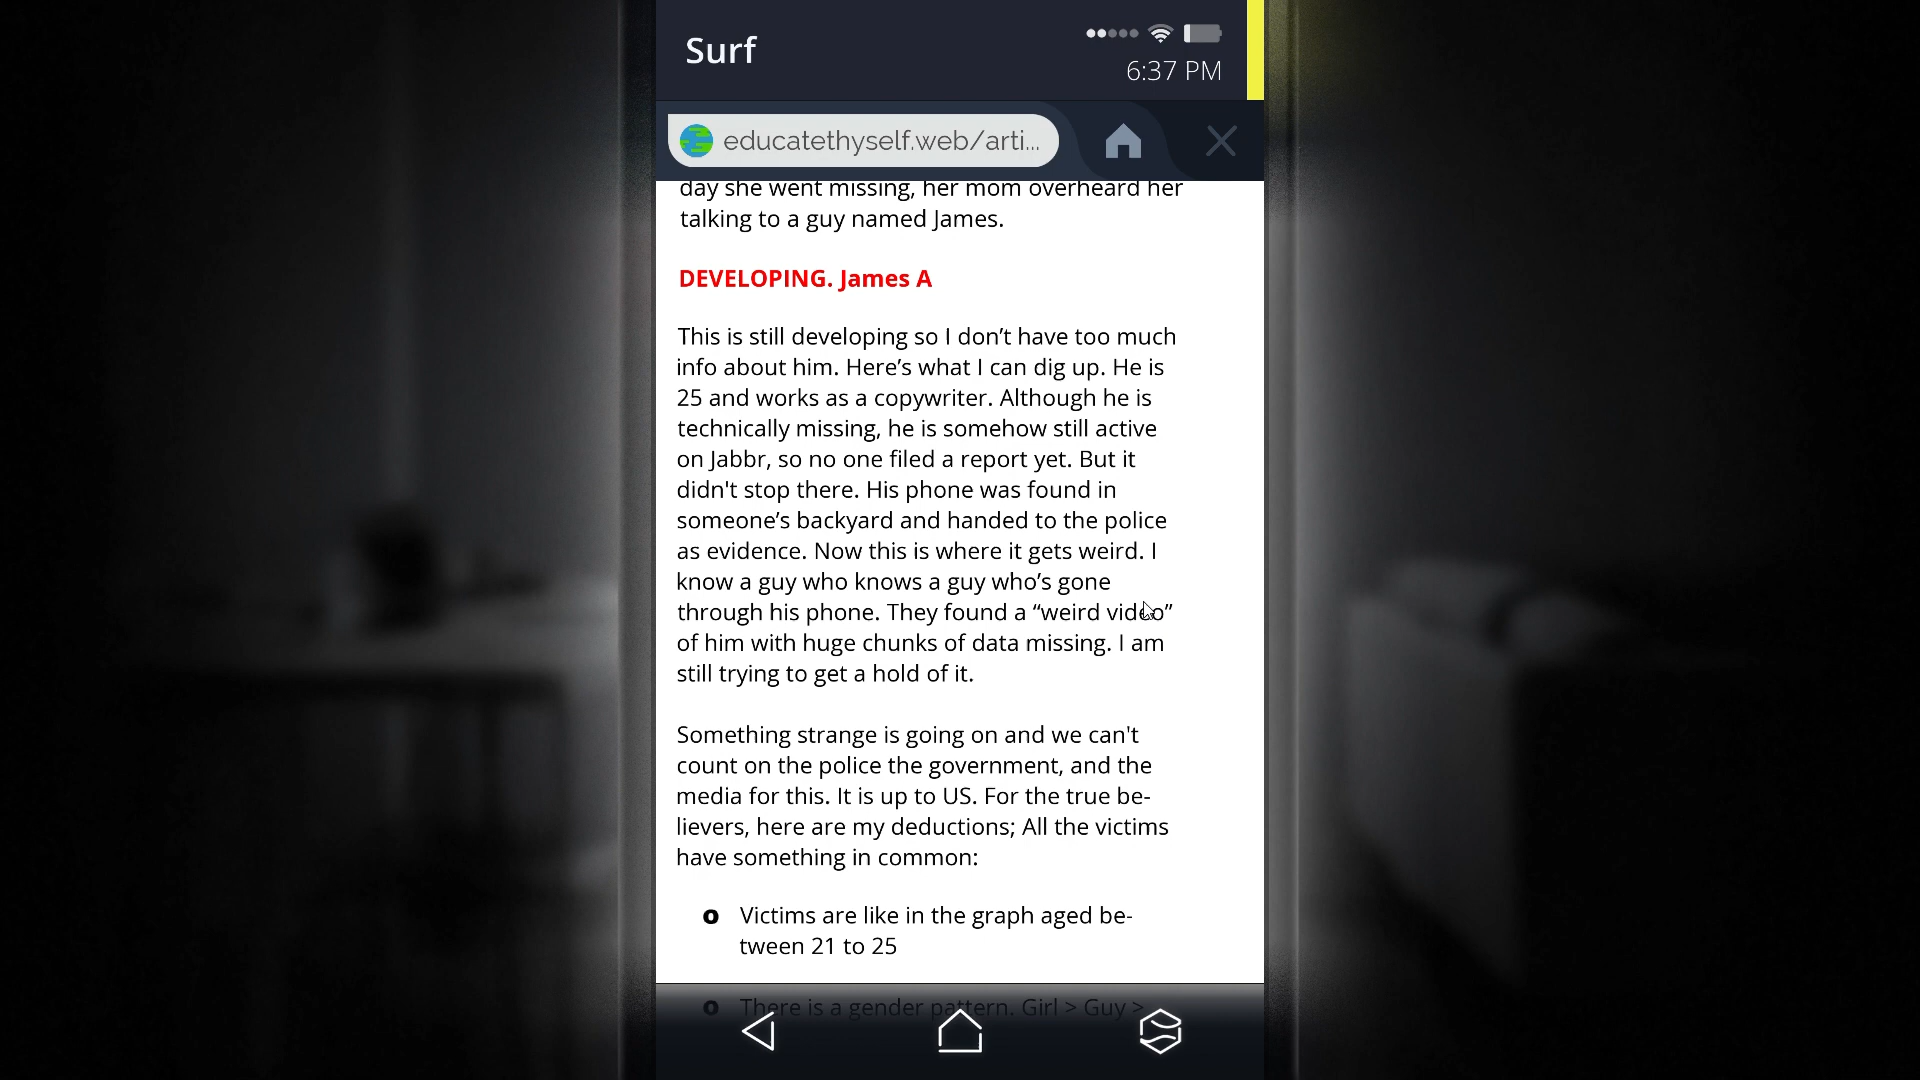 Surf
6:37 PM
educatethyself.web/arti...
day she went missing, her mom overheard her
talking to a guy named James.
DEVELOPING. James A
This is still developing so I don’t have too much
info about him. Here’s what I can dig up. He is
25 and works as a copywriter. Although he is
technically missing, he is somehow still active
on Jabbr, so no one filed a report yet. But it
didn't stop there. His phone was found in
someone’s backyard and handed to the police
as evidence. Now this is where it gets weird. I
know a guy who knows a guy who’s gone
through his phone. They found a “weird video”
of him with huge chunks of data missing. I am
still trying to get a hold of it.
Something strange is going on and we can't
count on the police the government, and the
media for this. It is up to US. For the true be-
lievers, here are my deductions; All the victims
have something in common:
o Victims are like in the graph aged be-
tween 21 to 25
o There is a gender pattern. Girl > Guy >